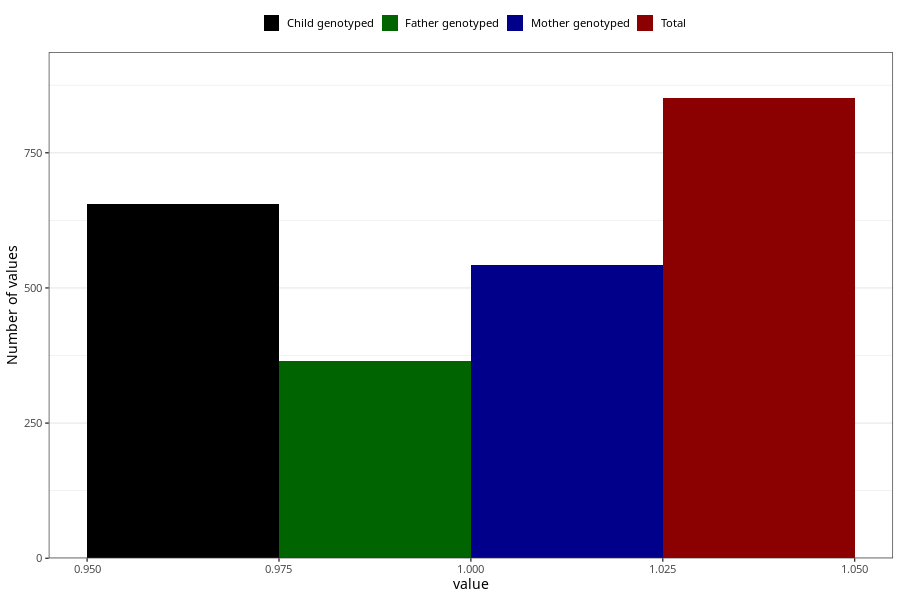 Child genotyped Father genotyped Mother genotyped Total
Number of values
750
500
250
0
0.950 0.975 1.000 1.025 1.050
value